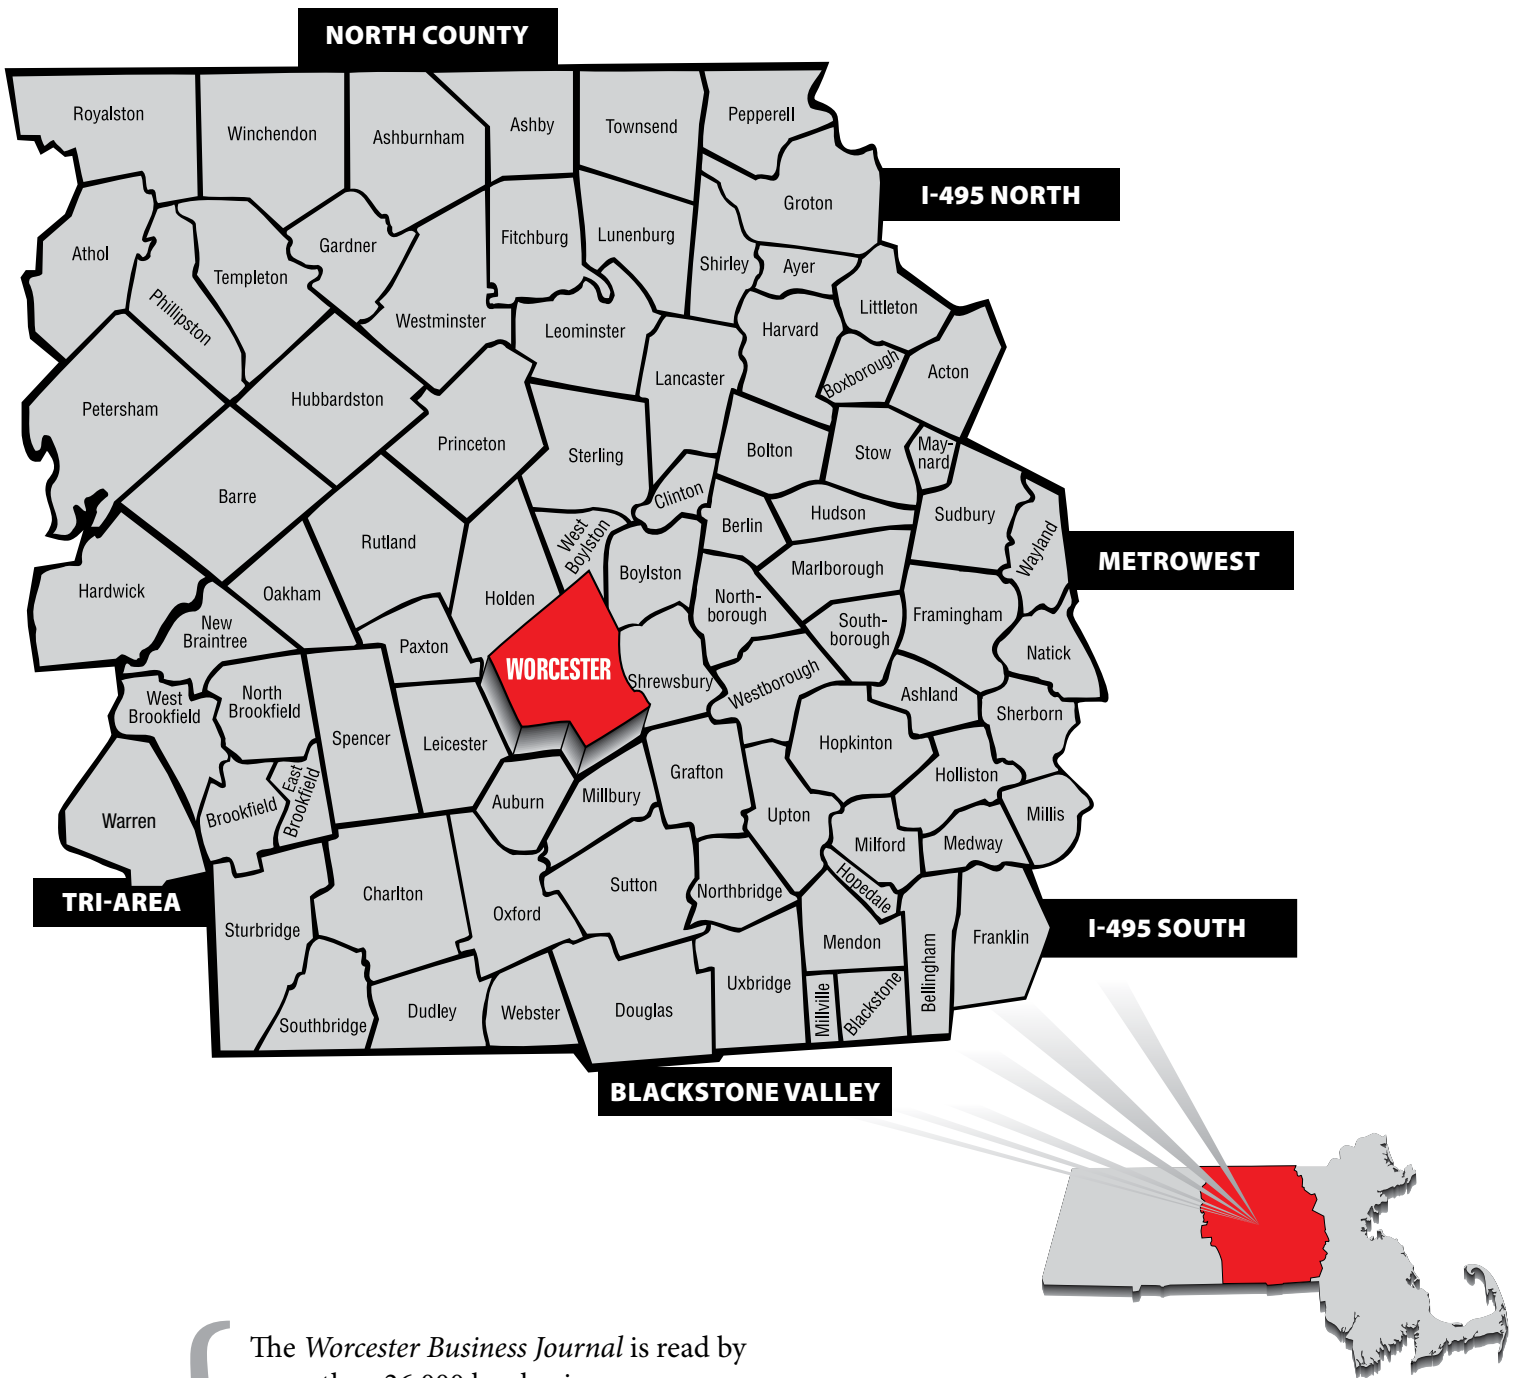 NORTH COUNTY
Royalston
Winchendon
Ashburnham
Ashby
Townsend
Pepperell
I-495 NORTH
Groton
Athol
Phillipston
Templeton
Gardner
Westminster
Fitchburg
Lunenburg
Shirley
Ayer
Littleton
Leominster
Harvard
Boxborough
Acton
Lancaster
Petersham
Hubbardston
Princeton
Sterling
Bolton
Stow
May-
nard
Clinton
Barre
Rutland
West
Boylston
Berlin
Hudson
Sudbury
Wayland
METROWEST
Hardwick
Oakham
Holden
Boylston
Marlborough
North-
borough
South-
borough
Framingham
New
Braintree
Paxton
WORCESTER
Shrewsbury
Westborough
Natick
Ashland
Sherborn
West
Brookfield
North
Brookfield
Spencer
Leicester
Hopkinton
Grafton
Holliston
Warren
Brookfield
East
Brookfield
Auburn
Millbury
Upton
Millis
Milford
Medway
TRI-AREA
Charlton
Sutton
Northbridge
Hopedale
Oxford
Sturbridge
Mendon
Bellingham
Franklin
I-495 SOUTH
Southbridge
Dudley
Webster
Douglas
Uxbridge
Millville
Blackstone
BLACKSTONE VALLEY
The Worcester Business Journal is read by